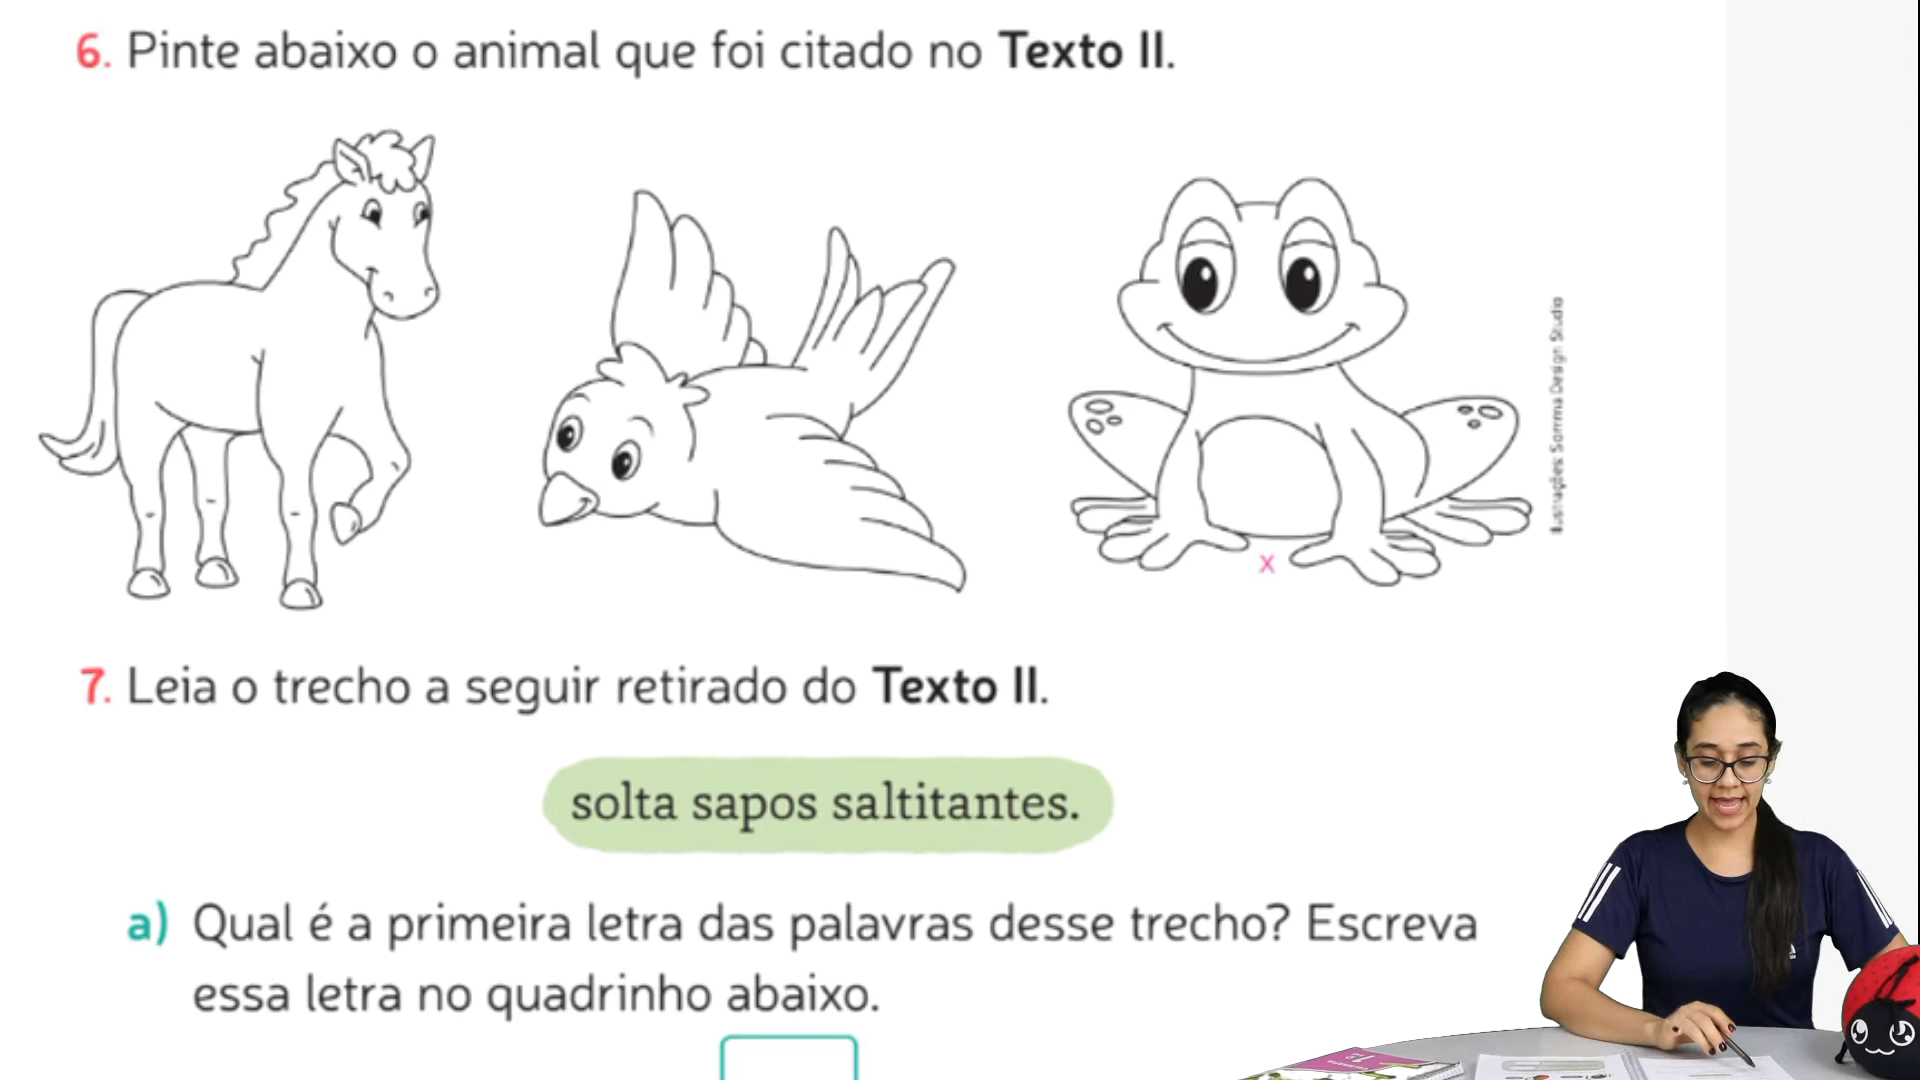 6. Pinte abaixo o animal que foi citado no Texto II.
Ilustrações: Somma Design Studio
x
7. Leia o trecho a seguir retirado do Texto II.
solta sapos saltitantes.
a) Qual é a primeira letra das palavras desse trecho? Escreva
essa letra no quadrinho abaixo.